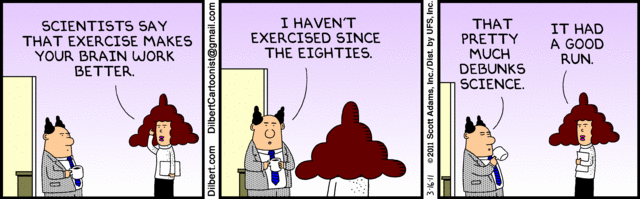 SCIENTISTS SAY
THAT EXERCISE MAKES
YOUR BRAIN WORK
BETTER.
Dilbert.com DilbertCartoonist@gmail.com
I HAVEN'T
EXERCISED SINCE
THE EIGHTIES.
3-16-11 ©2011 Scott Adams, Inc./Dist. by UFS, Inc.
THAT
PRETTY
MUCH
DEBUNKS
SCIENCE.
IT HAD
A GOOD
RUN.